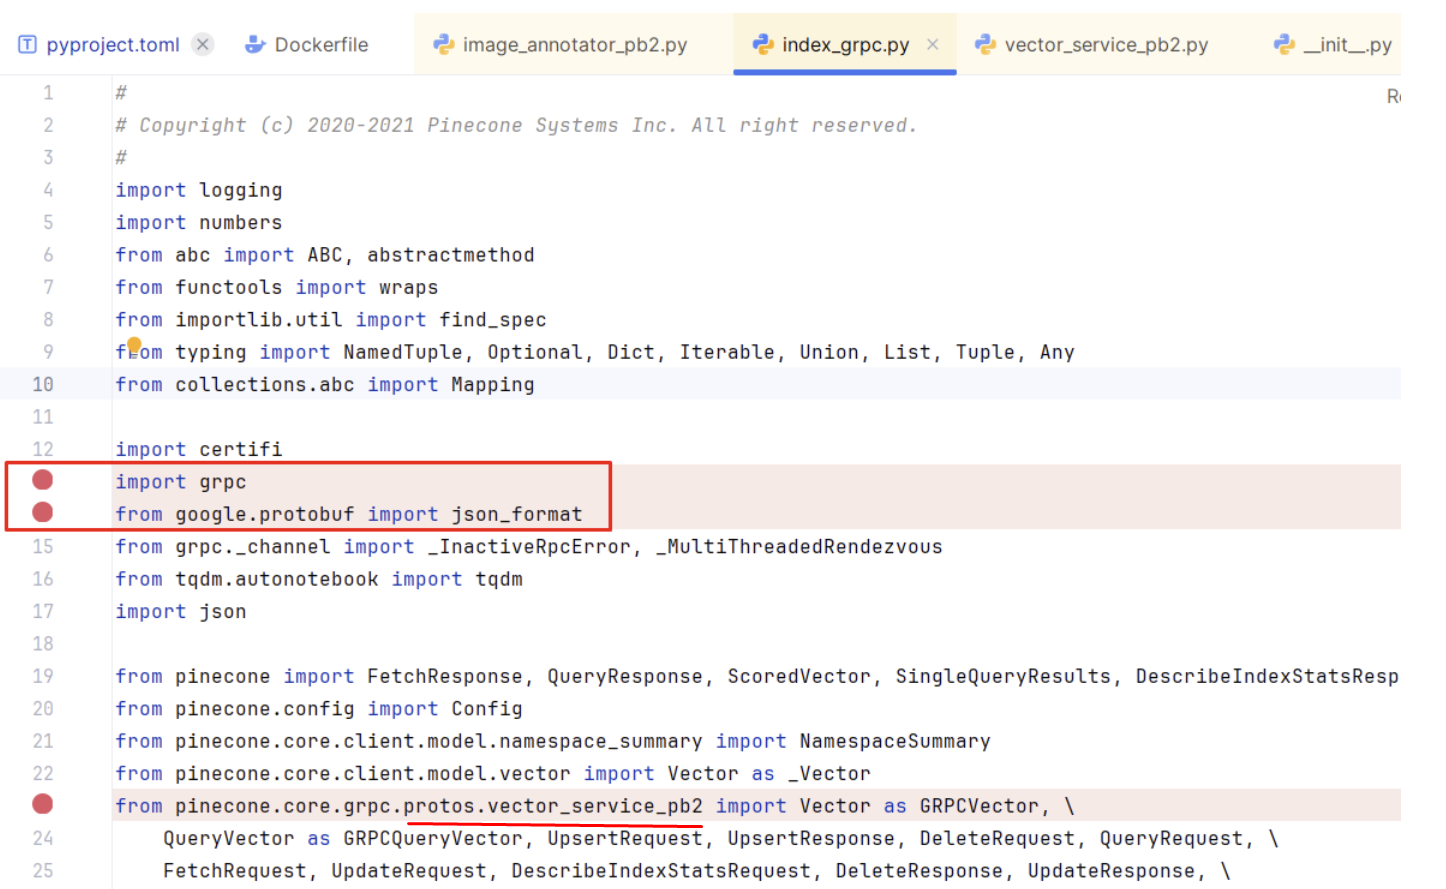 pyproject.toml Dockerfile image_annotator_pb2.py index_grpc.py vector_service_pb2.py __init__.py
1 #
Re
2 # Copyright (c) 2020-2021 Pinecone Systems Inc. All right reserved.
3 #
4 import logging
5 import numbers
6 from abc import ABC, abstractmethod
7 from functools import wraps
8 from importlib.util import find_spec
9 from typing import NamedTuple, Optional, Dict, Iterable, Union, List, Tuple, Any
10 from collections.abc import Mapping
11
12 import certifi
import grpc
from google.protobuf import json_format
15 from grpc._channel import _InactiveRpcError, _MultiThreadedRendezvous
16 from tqdm.autonotebook import tqdm
17 import json
18
19 from pinecone import FetchResponse, QueryResponse, ScoredVector, SingleQueryResults, DescribeIndexStatsResp
20 from pinecone.config import Config
21 from pinecone.core.client.model.namespace_summary import NamespaceSummary
22 from pinecone.core.client.model.vector import Vector as _Vector
from pinecone.core.grpc.protos.vector_service_pb2 import Vector as GRPCVector, \
24 QueryVector as GRPCQueryVector, UpsertRequest, UpsertResponse, DeleteRequest, QueryRequest, \
25 FetchRequest, UpdateRequest, DescribeIndexStatsRequest, DeleteResponse, UpdateResponse, \